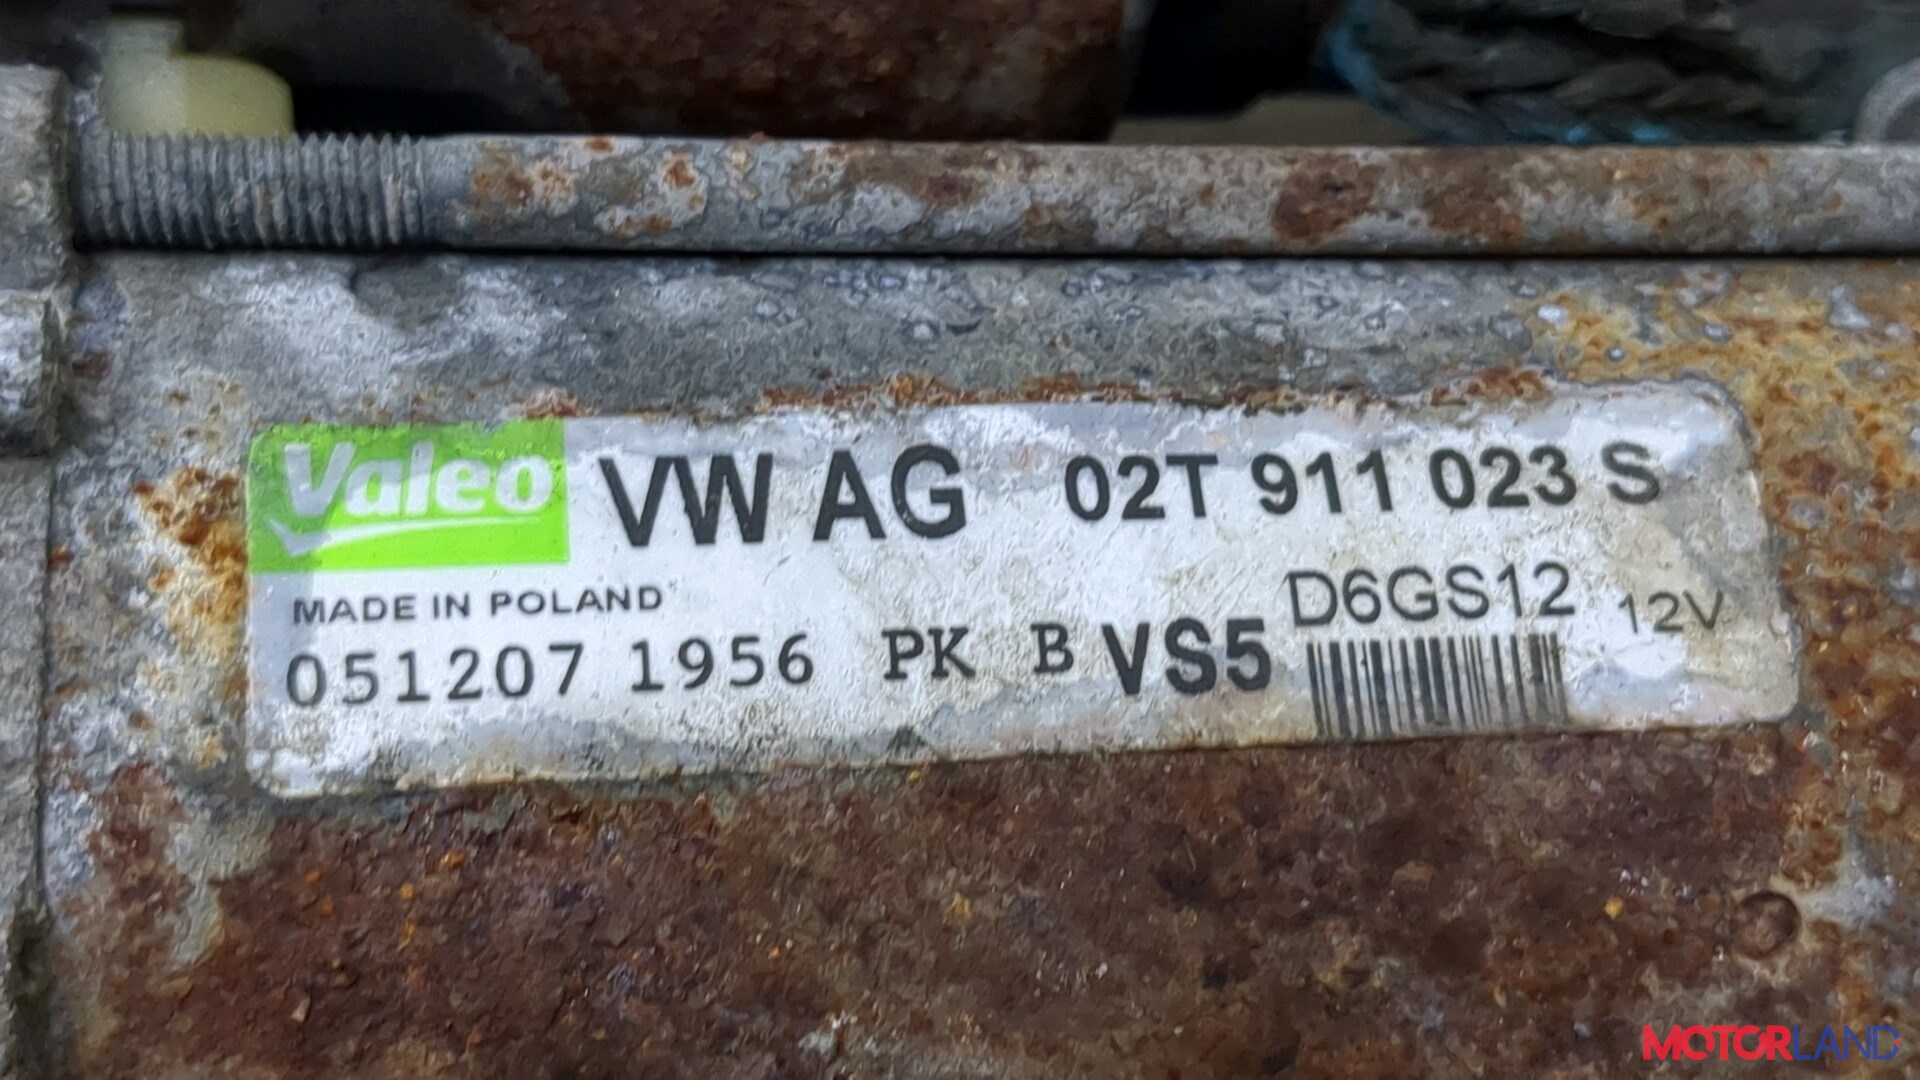 Valeo VW AG 02T 911 023 S
MADE IN POLAND D6GS12 12V
051207 1956 PK B VS5
MOTORLAND